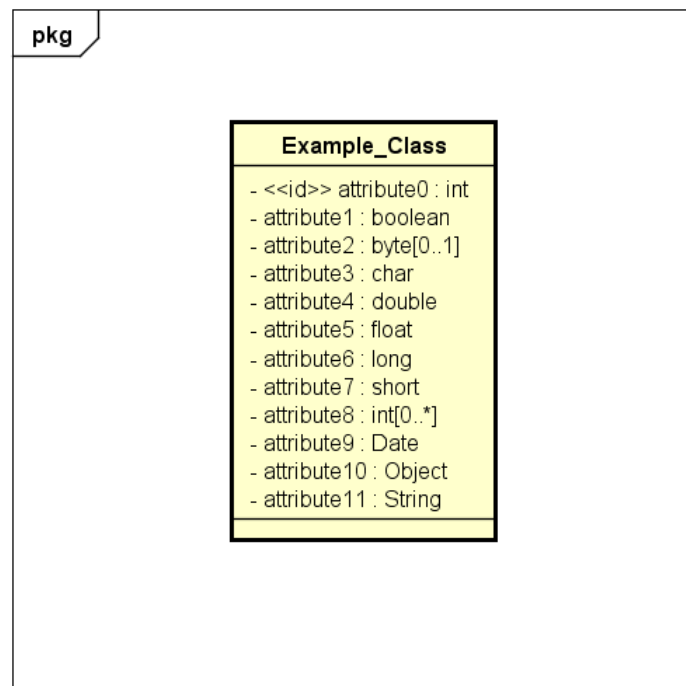 pkg
Example_Class
- <<id>> attribute0 : int
- attribute1 : boolean
- attribute2 : byte[0..1]
- attribute3 : char
- attribute4 : double
- attribute5 : float
- attribute6 : long
- attribute7 : short
- attribute8 : int[0..*]
- attribute9 : Date
- attribute10 : Object
- attribute11 : String